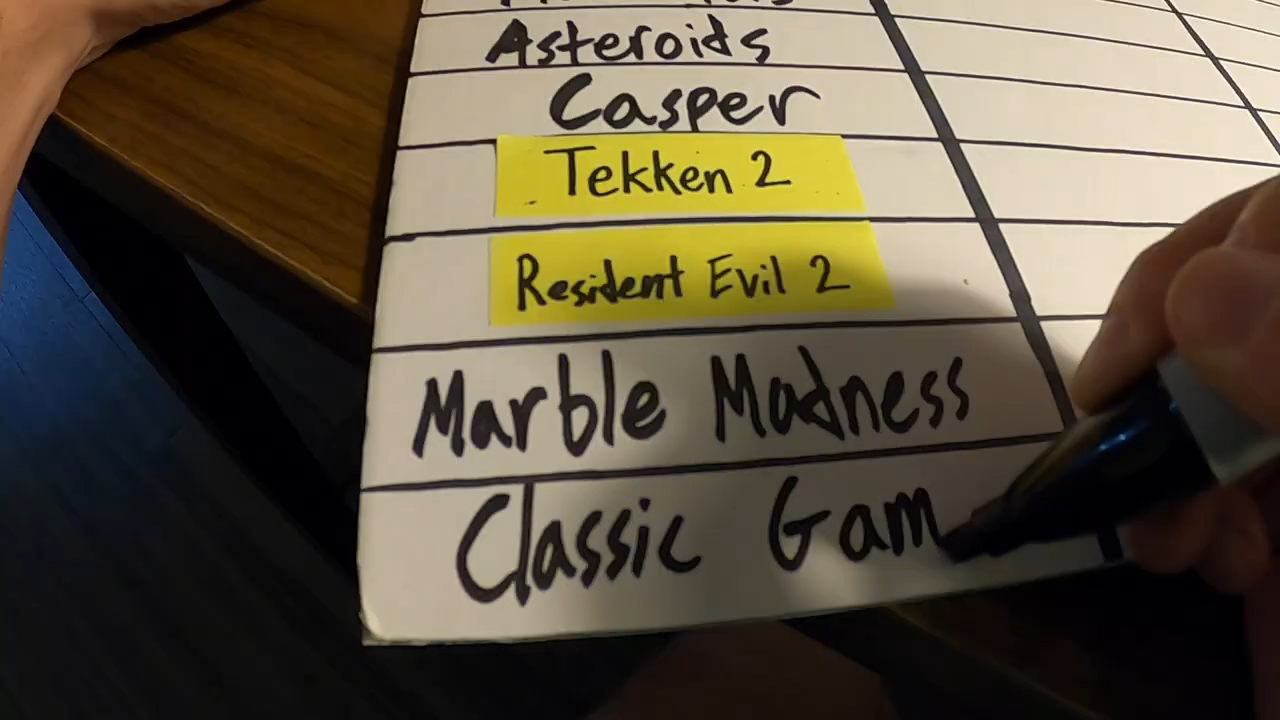 Asteroids
Casper
Tekken 2
Resident Evil 2
Marble Madness
Classic Gam